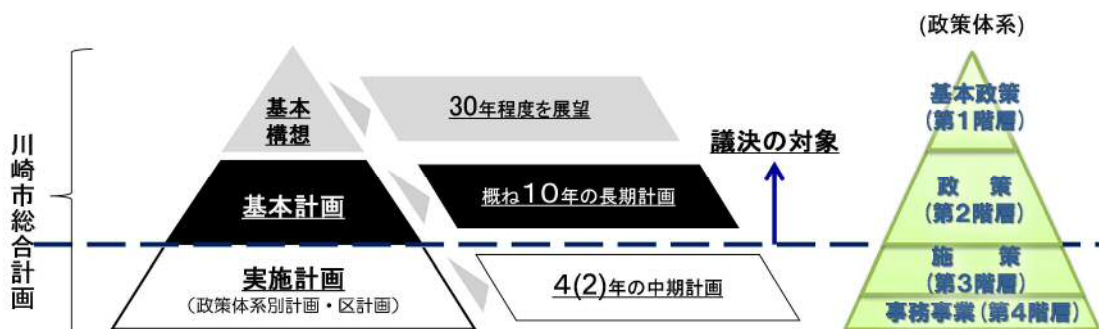 川崎市総合計画
基本
構想
30年程度を展望
基本計画
概ね10年の長期計画
議決の対象
実施計画
(政策体系別計画・区計画)
4(2)年の中期計画
(政策体系)
基本政策
(第1階層)
政 策
(第2階層)
施 策
(第3階層)
事務事業(第4階層)